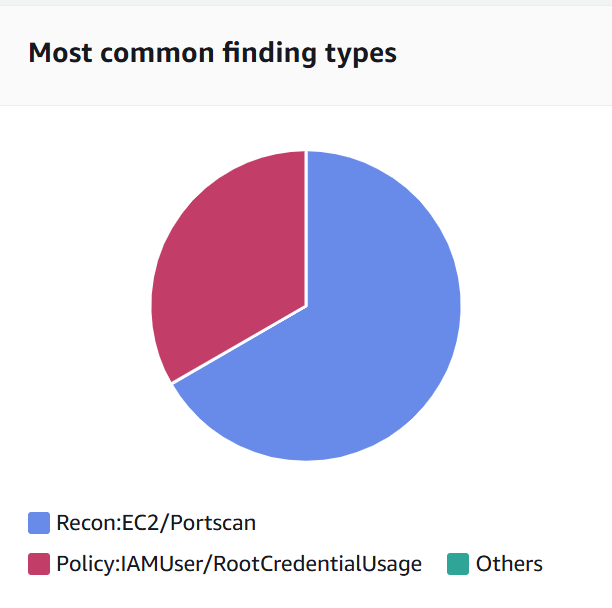 Most common finding types
Recon:EC2/Portscan
Policy:IAMUser/RootCredentialUsage Others